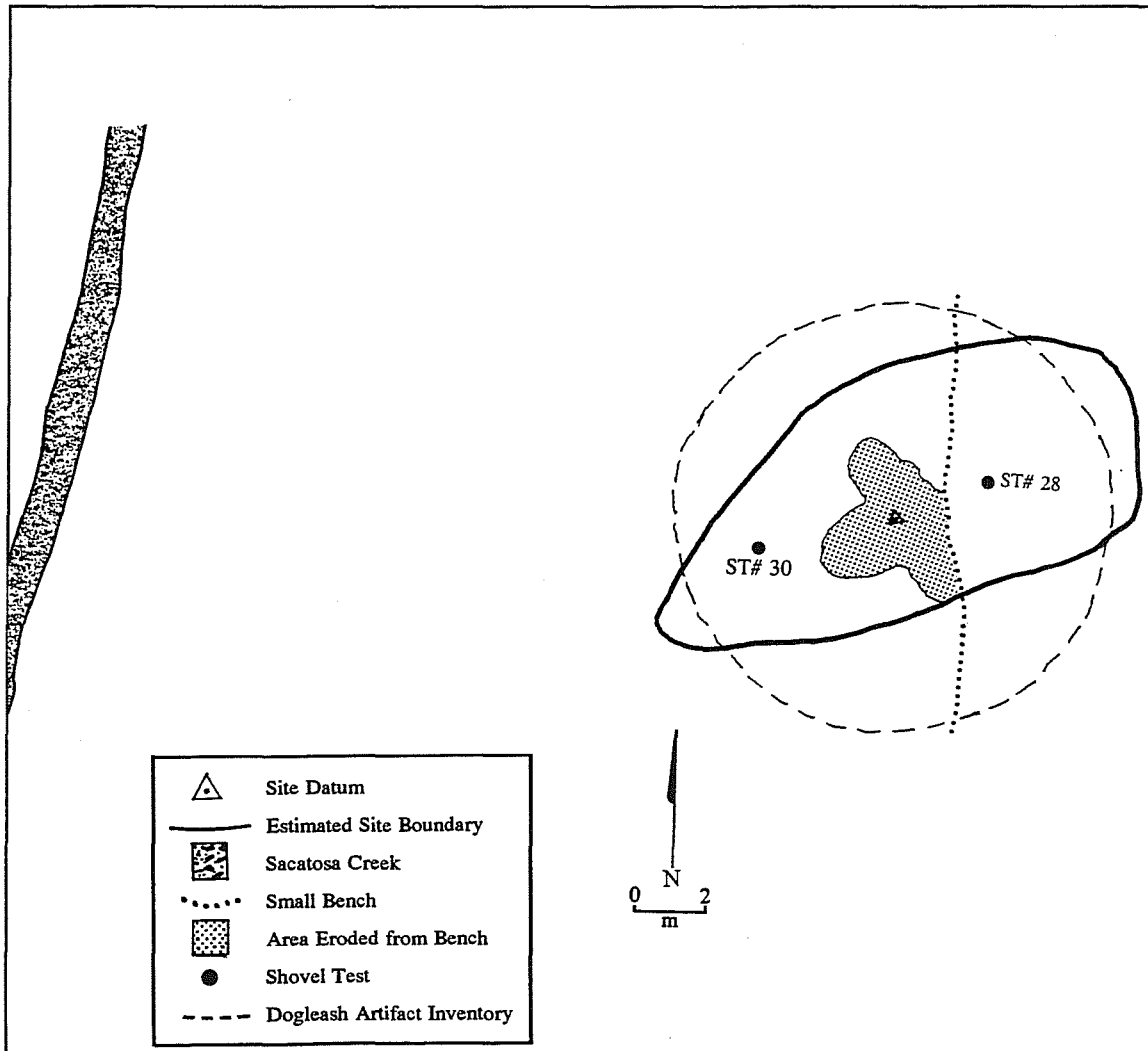 ST# 28
ST# 30
N
0 2
m
Site Datum
Estimated Site Boundary
Sacatosa Creek
Small Bench
Area Eroded from Bench
Shovel Test
Dogleash Artifact Inventory